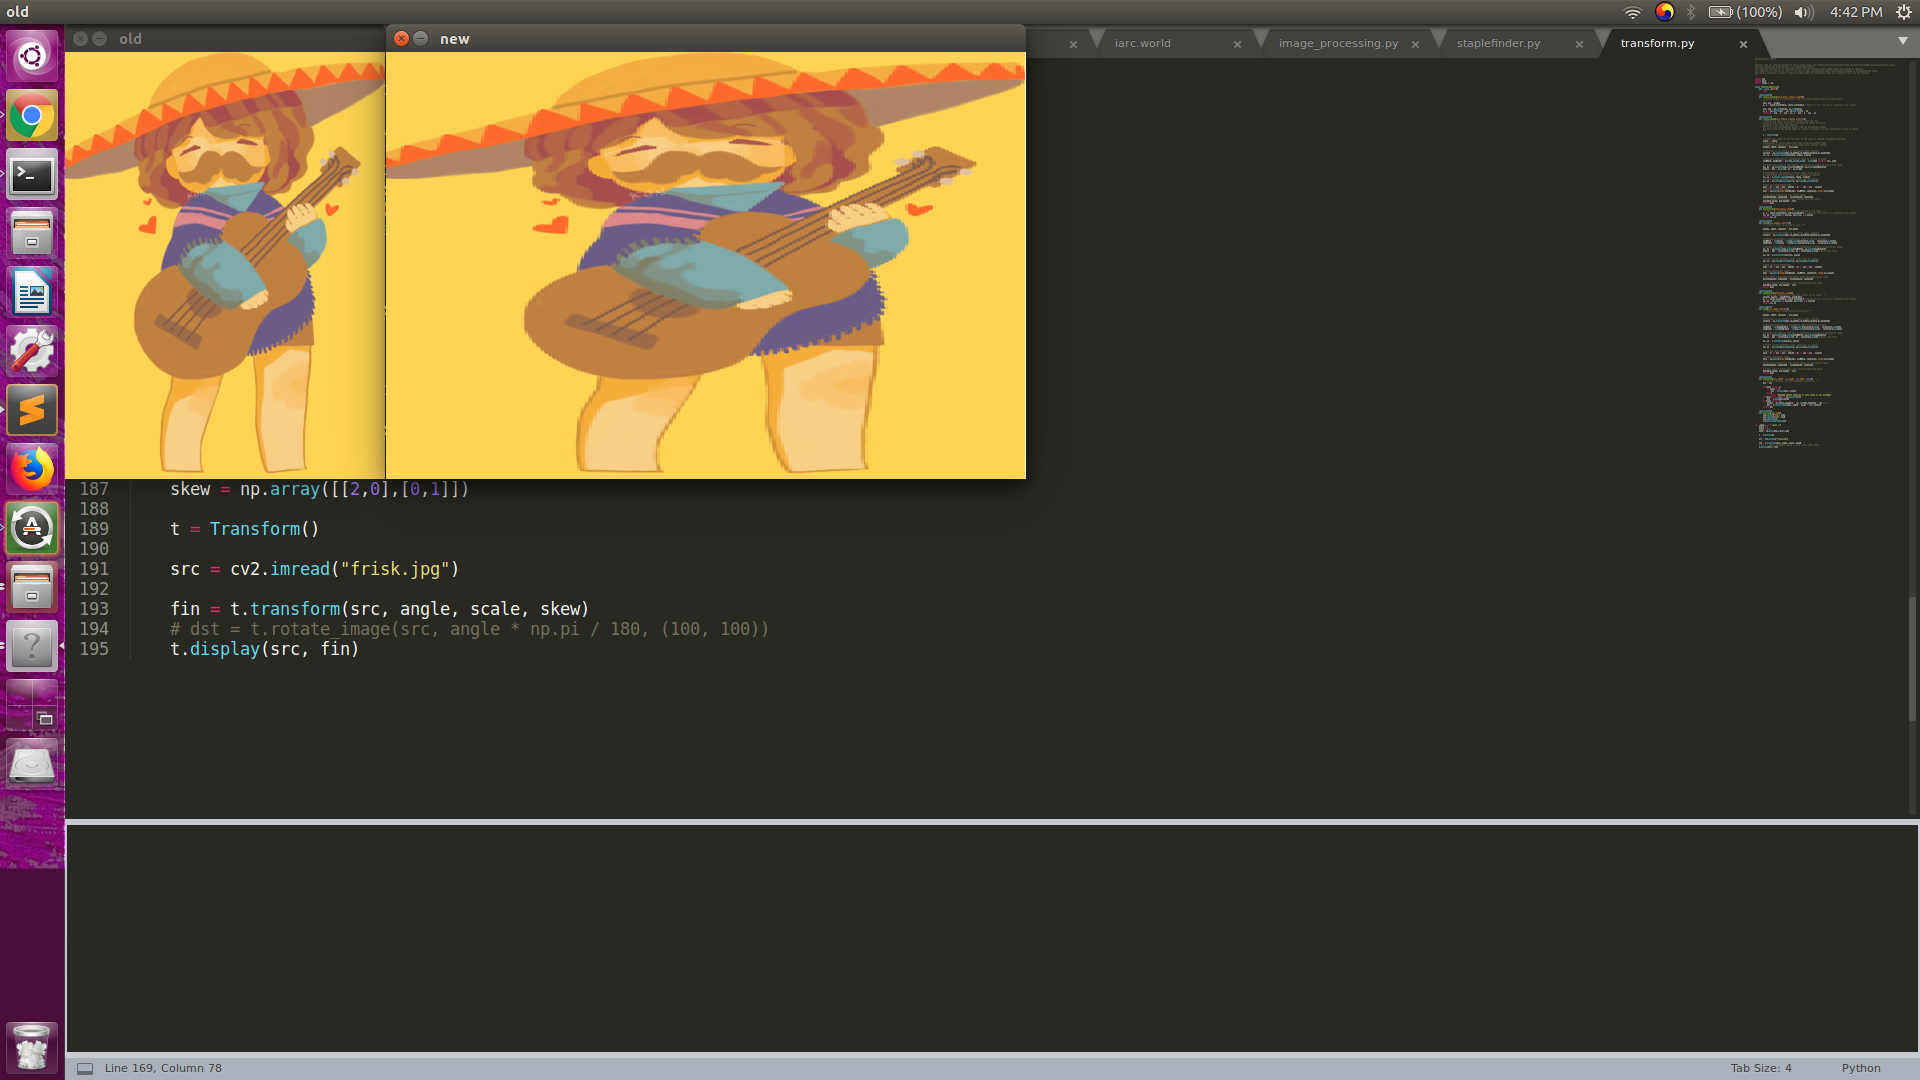 old
(100%)
4:42 PM
old
new
iarc.world
image_processing.py
staplefinder.py
transform.py
187 skew = np.array([[2,0],[0,1]])
188
189 t = Transform()
190
191 src = cv2.imread("frisk.jpg")
192
193 fin = t.transform(src, angle, scale, skew)
194 # dst = t.rotate_image(src, angle * np.pi / 180, (100, 100))
195 t.display(src, fin)
Line 169, Column 78
Tab Size: 4
Python